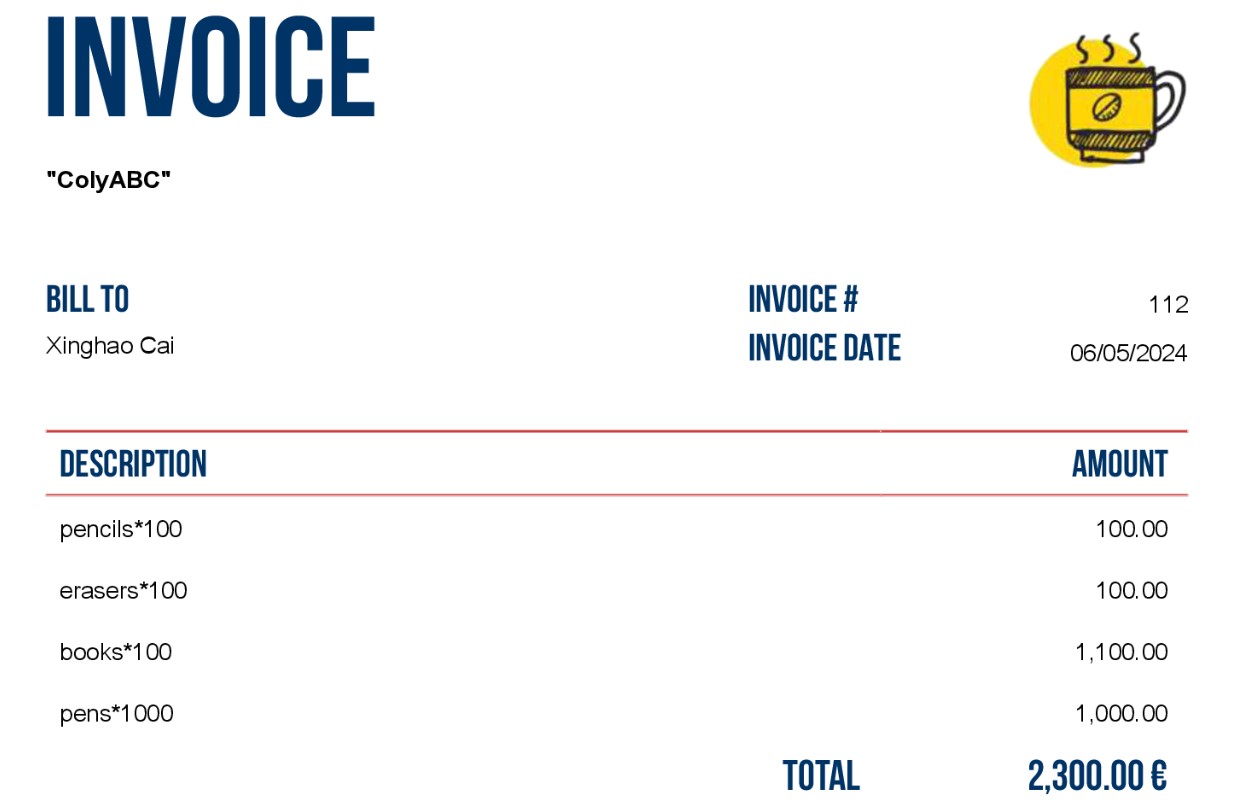 INVOICE
"ColyABC"
BILL TO
Xinghao Cai
INVOICE # 112
INVOICE DATE 06/05/2024
DESCRIPTION AMOUNT
pencils*100 100.00
erasers*100 100.00
books*100 1,100.00
pens*1000 1,000.00
TOTAL 2,300.00 €